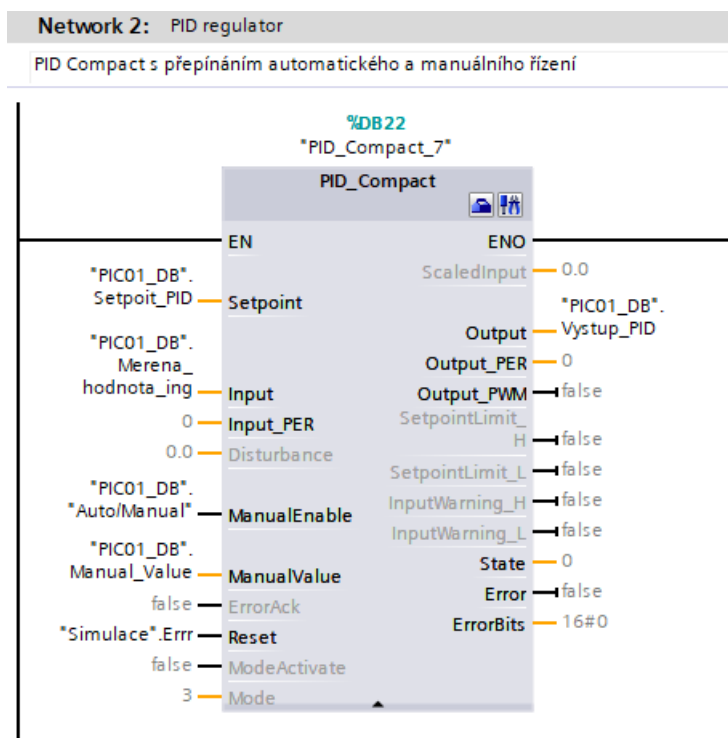 Network 2: PID regulator
PID Compact s přepínáním automatického a manuálního řízení
%DB22
"PID_Compact_7"
PID_Compact
EN
ENO
ScaledInput
0.0
"PIC01_DB".
Setpoit_PID
Setpoint
"PIC01_DB".
Vystup_PID
Output
"PIC01_DB".
Merena_
hodnota_ing
Input
Output_PER
0
Output_PWM
false
0
Input_PER
SetpointLimit_
H
false
0.0
Disturbance
SetpointLimit_L
false
"PIC01_DB".
"Auto/Manual"
ManualEnable
InputWarning_H
false
InputWarning_L
false
"PIC01_DB".
Manual_Value
ManualValue
State
0
Error
false
false
ErrorAck
ErrorBits
16#0
"Simulace".Errr
Reset
false
ModeActivate
3
Mode